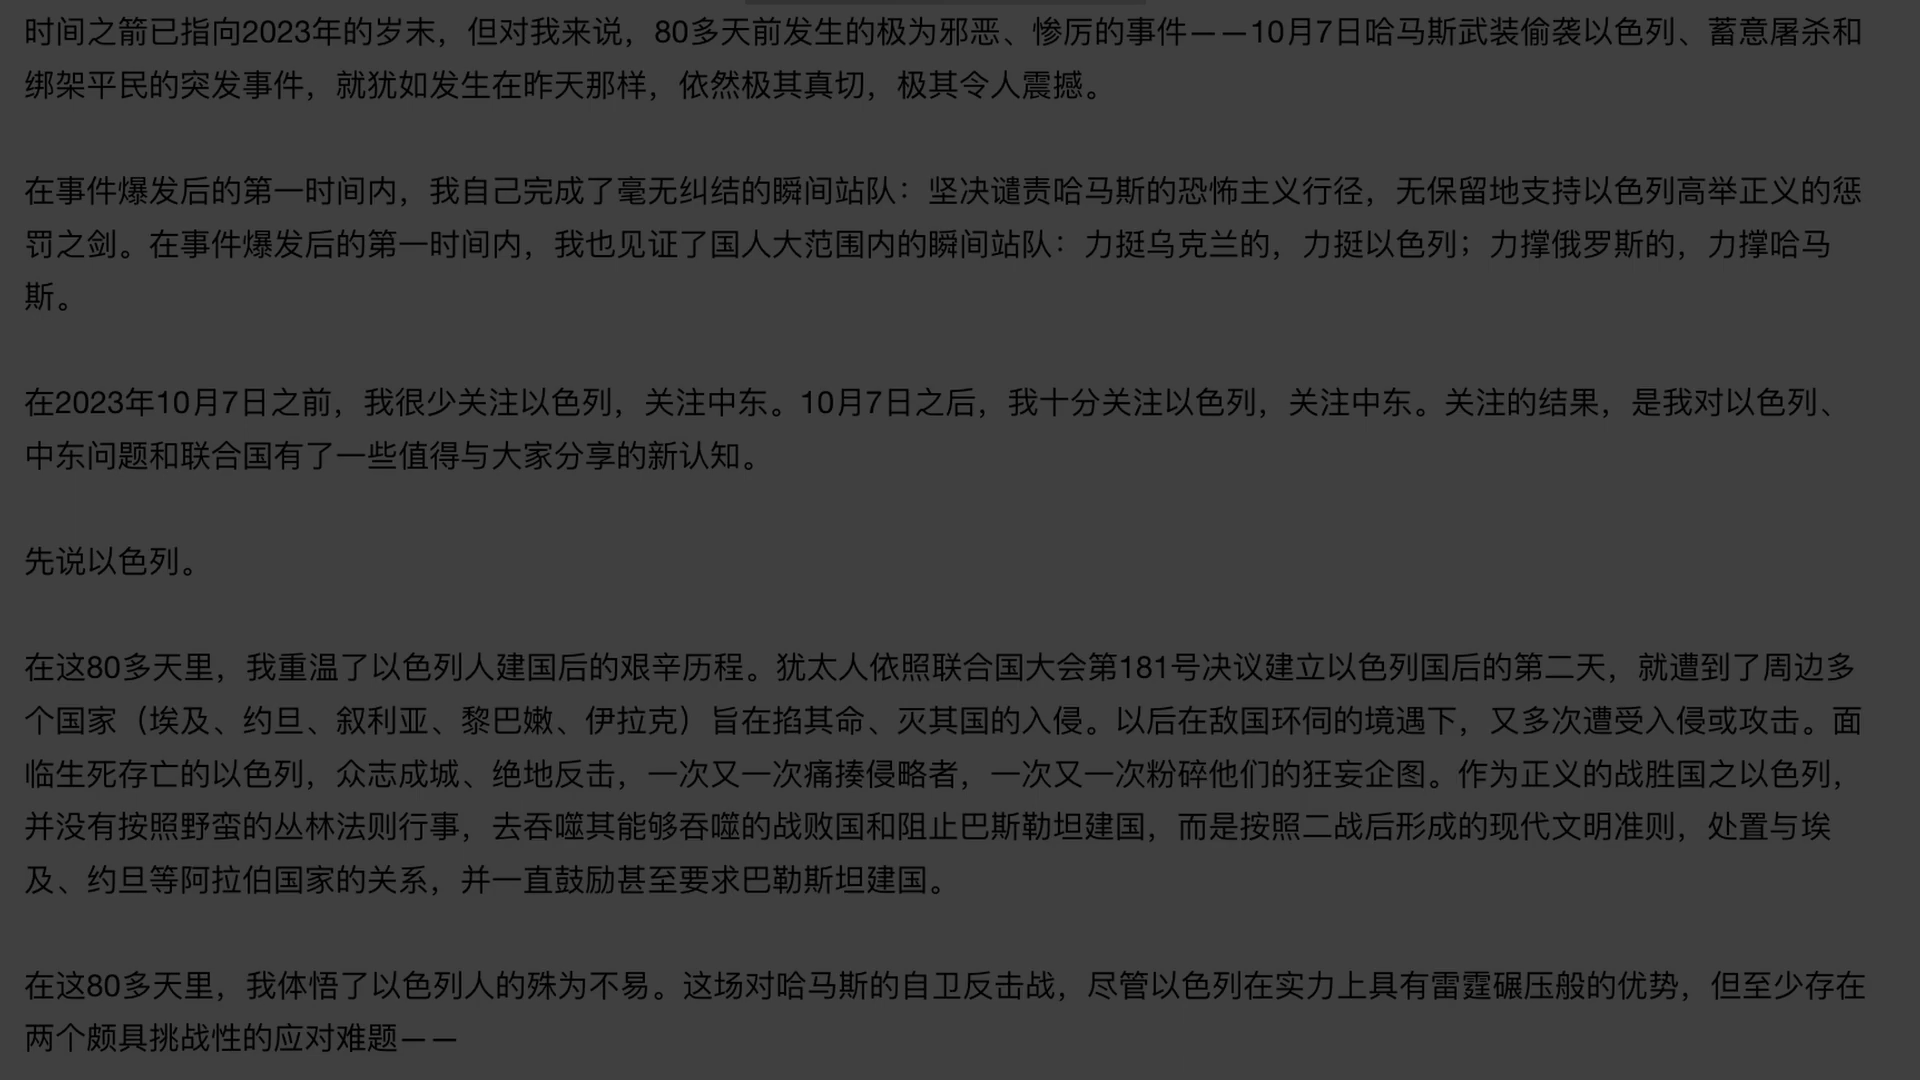 时间之箭已指向2023年的岁末，但对我来说，80多天前发生的极为邪恶、惨厉的事件——10月7日哈马斯武装偷袭以色列、蓄意屠杀和
绑架平民的突发事件，就犹如发生在昨天那样，依然极其真切，极其令人震撼。
在事件爆发后的第一时间内，我自己完成了毫无纠结的瞬间站队：坚决谴责哈马斯的恐怖主义行径，无保留地支持以色列高举正义的惩
罚之剑。在事件爆发后的第一时间内，我也见证了国人大范围内的瞬间站队：力挺乌克兰的，力挺以色列；力撑俄罗斯的，力撑哈马
斯。
在2023年10月7日之前，我很少关注以色列，关注中东。10月7日之后，我十分关注以色列，关注中东。关注的结果，是我对以色列、
中东问题和联合国有了一些值得与大家分享的新认知。
先说以色列。
在这80多天里，我重温了以色列人建国后的艰辛历程。犹太人依照联合国大会第181号决议建立以色列国后的第二天，就遭到了周边多
个国家（埃及、约旦、叙利亚、黎巴嫩、伊拉克）旨在掐其命、灭其国的入侵。以后在敌国环伺的境遇下，又多次遭受入侵或攻击。面
临生死存亡的以色列，众志成城、绝地反击，一次又一次痛揍侵略者，一次又一次粉碎他们的狂妄企图。作为正义的战胜国之以色列，
并没有按照野蛮的丛林法则行事，去吞噬其能够吞噬的战败国和阻止巴斯勒坦建国，而是按照二战后形成的现代文明准则，处置与埃
及、约旦等阿拉伯国家的关系，并一直鼓励甚至要求巴勒斯坦建国。
在这80多天里，我体悟了以色列人的殊为不易。这场对哈马斯的自卫反击战，尽管以色列在实力上具有雷霆碾压般的优势，但至少存在
两个颇具挑战性的应对难题——